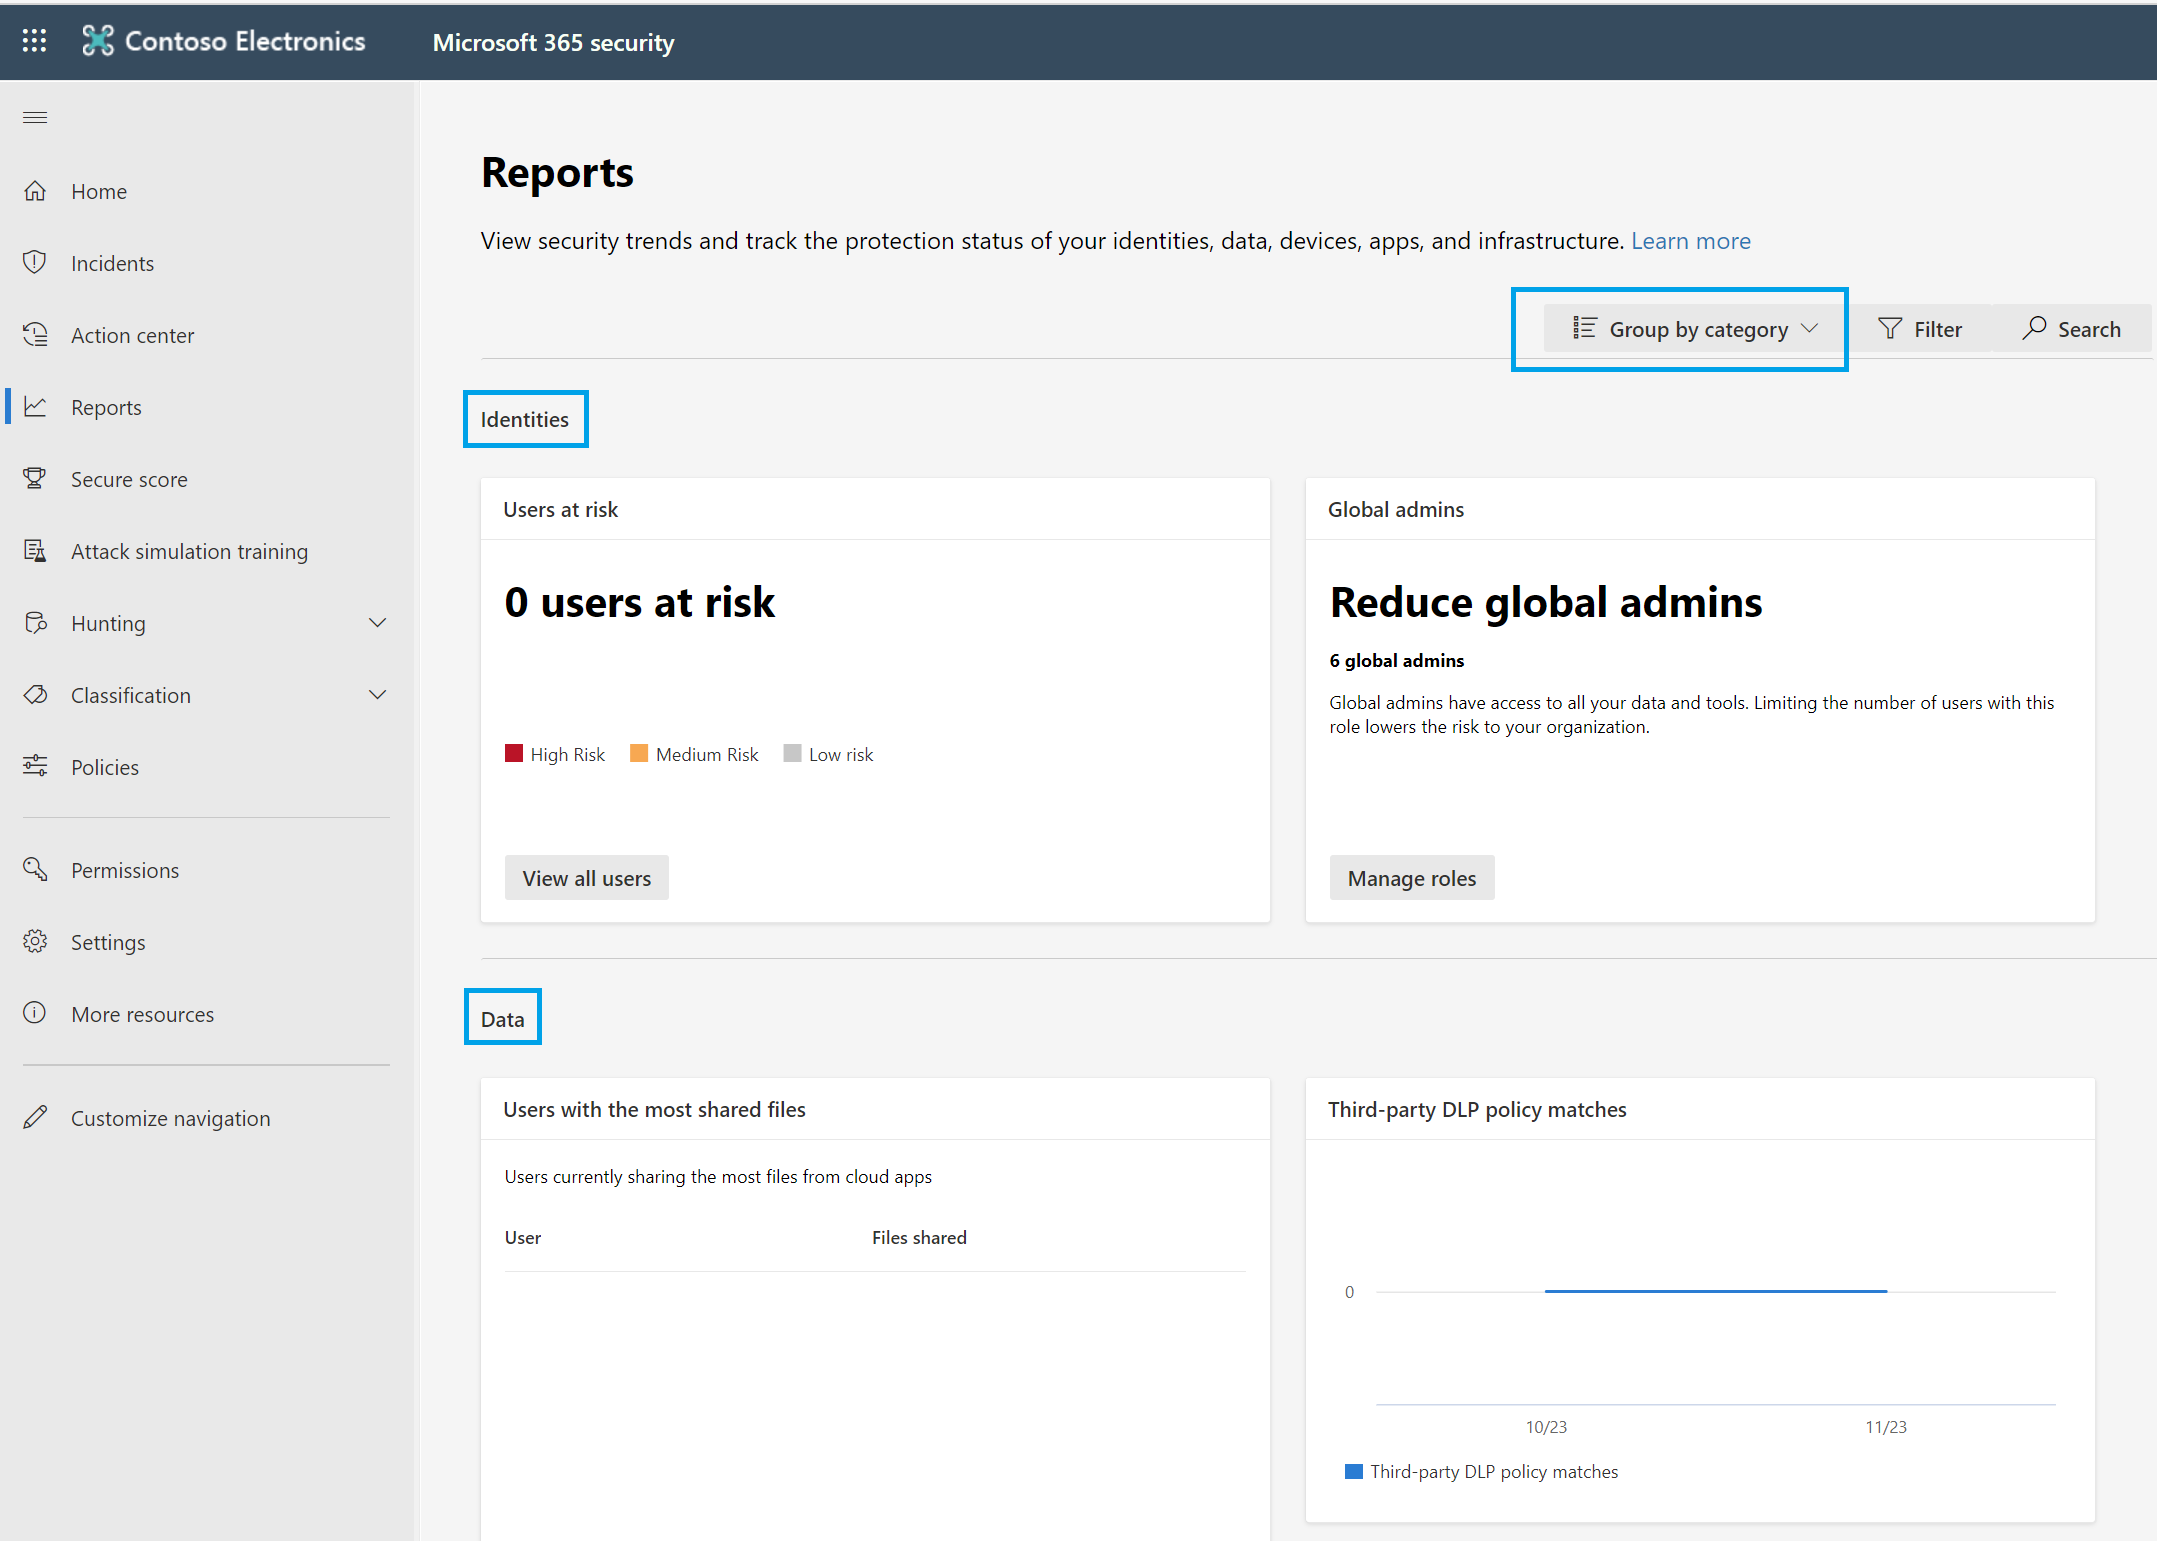 Contoso Electronics
Microsoft 365 security
Home
Incidents
Action center
Reports
Secure score
Attack simulation training
Hunting
Classification
Policies
Permissions
Settings
More resources
Customize navigation
Reports
View security trends and track the protection status of your identities, data, devices, apps, and infrastructure. Learn more
Group by category
Filter
Search
Identities
Users at risk
0 users at risk
High Risk
Medium Risk
Low risk
View all users
Global admins
Reduce global admins
6 global admins
Global admins have access to all your data and tools. Limiting the number of users with this
role lowers the risk to your organization.
Manage roles
Data
Users with the most shared files
Users currently sharing the most files from cloud apps
User
Files shared
Third-party DLP policy matches
0
10/23
11/23
Third-party DLP policy matches